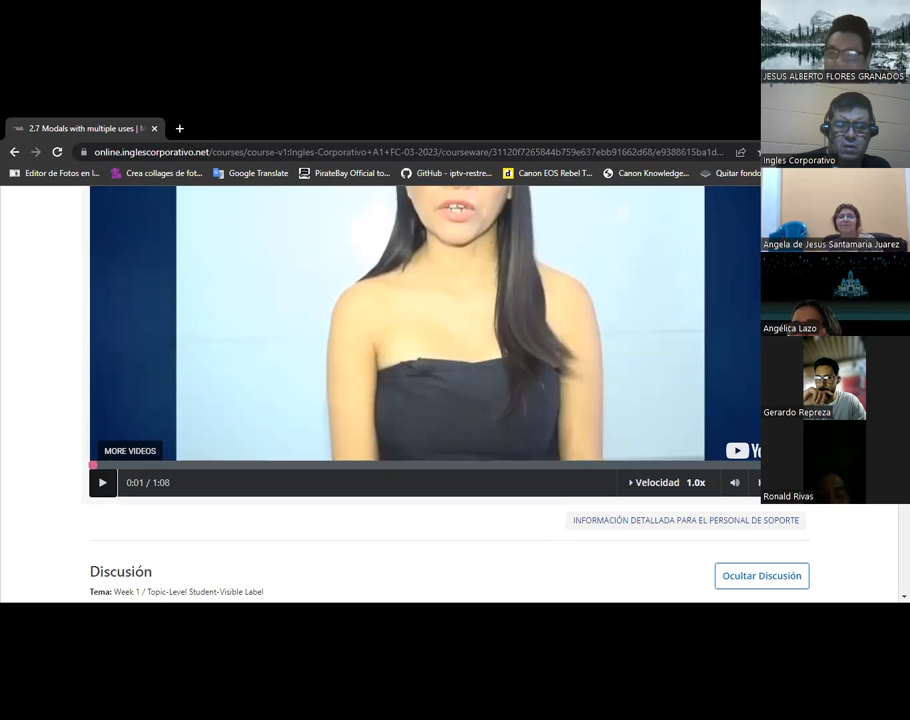 2.7 Modals with multiple uses | M
online.inglescorporativo.net/courses/course-v1:Ingles-Corporativo+A1+FC-03-2023/courseware/31120f7265844b759e637ebb91662d68/e9388615ba1d...
Editor de Fotos en l...
Crea collages de fot...
Google Translate
PirateBay Official to...
GitHub - iptv-restre...
Canon EOS Rebel T...
Canon Knowledge...
Quitar fondo
MORE VIDEOS
0:01 / 1:08
Velocidad 1.0x
INFORMACIÓN DETALLADA PARA EL PERSONAL DE SOPORTE
Discusión
Ocultar Discusión
Tema: Week 1 / Topic-Level Student-Visible Label
JESUS ALBERTO FLORES GRANADOS
Ingles Corporativo
Angela de Jesus Santamaria Juarez
Angélica Lazo
Gerardo Repreza
Ronald Rivas